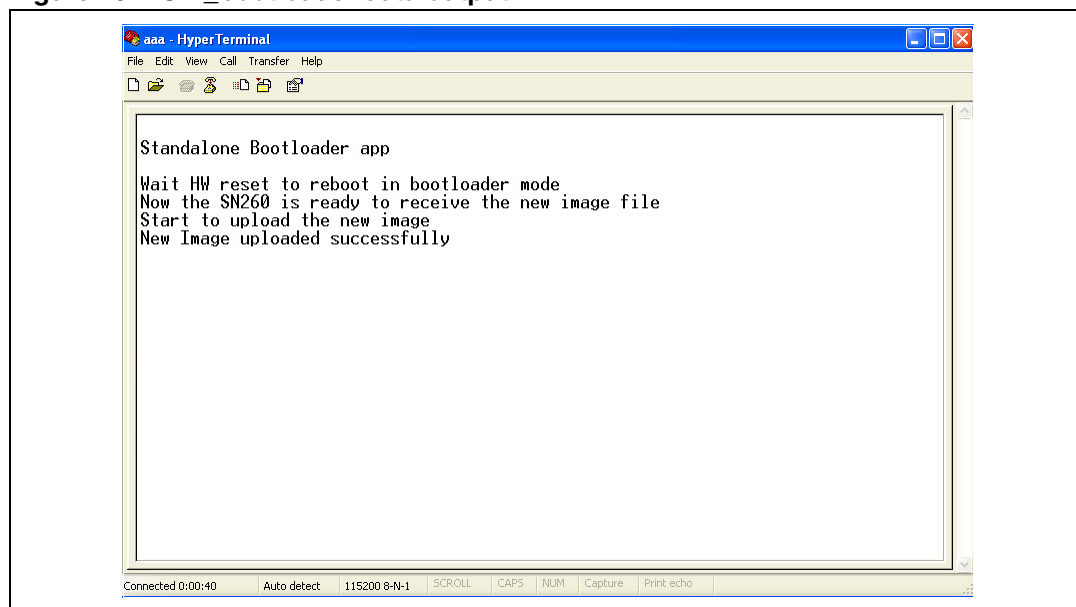 aaa - HyperTerminal
File Edit View Call Transfer Help
Standalone Bootloader app
Wait HW reset to reboot in bootloader mode
Now the SN260 is ready to receive the new image file
Start to upload the new image
New Image uploaded successfully
Connected 0:00:40 Auto detect 115200 8-N-1 SCROLL CAPS NUM Capture Print echo